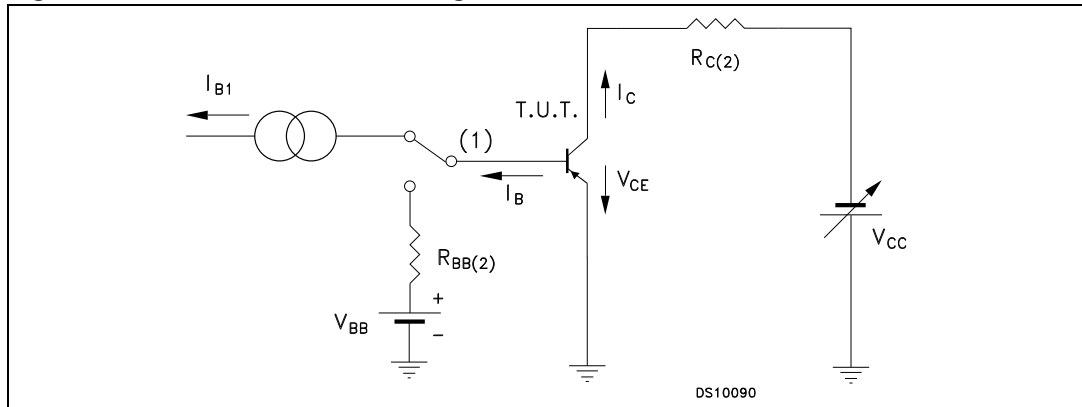 R_C(2)
I_B1
I_C
T.U.T.
(1)
V_CE
I_B
R_BB(2)
V_CC
+
V_BB
-
DS10090